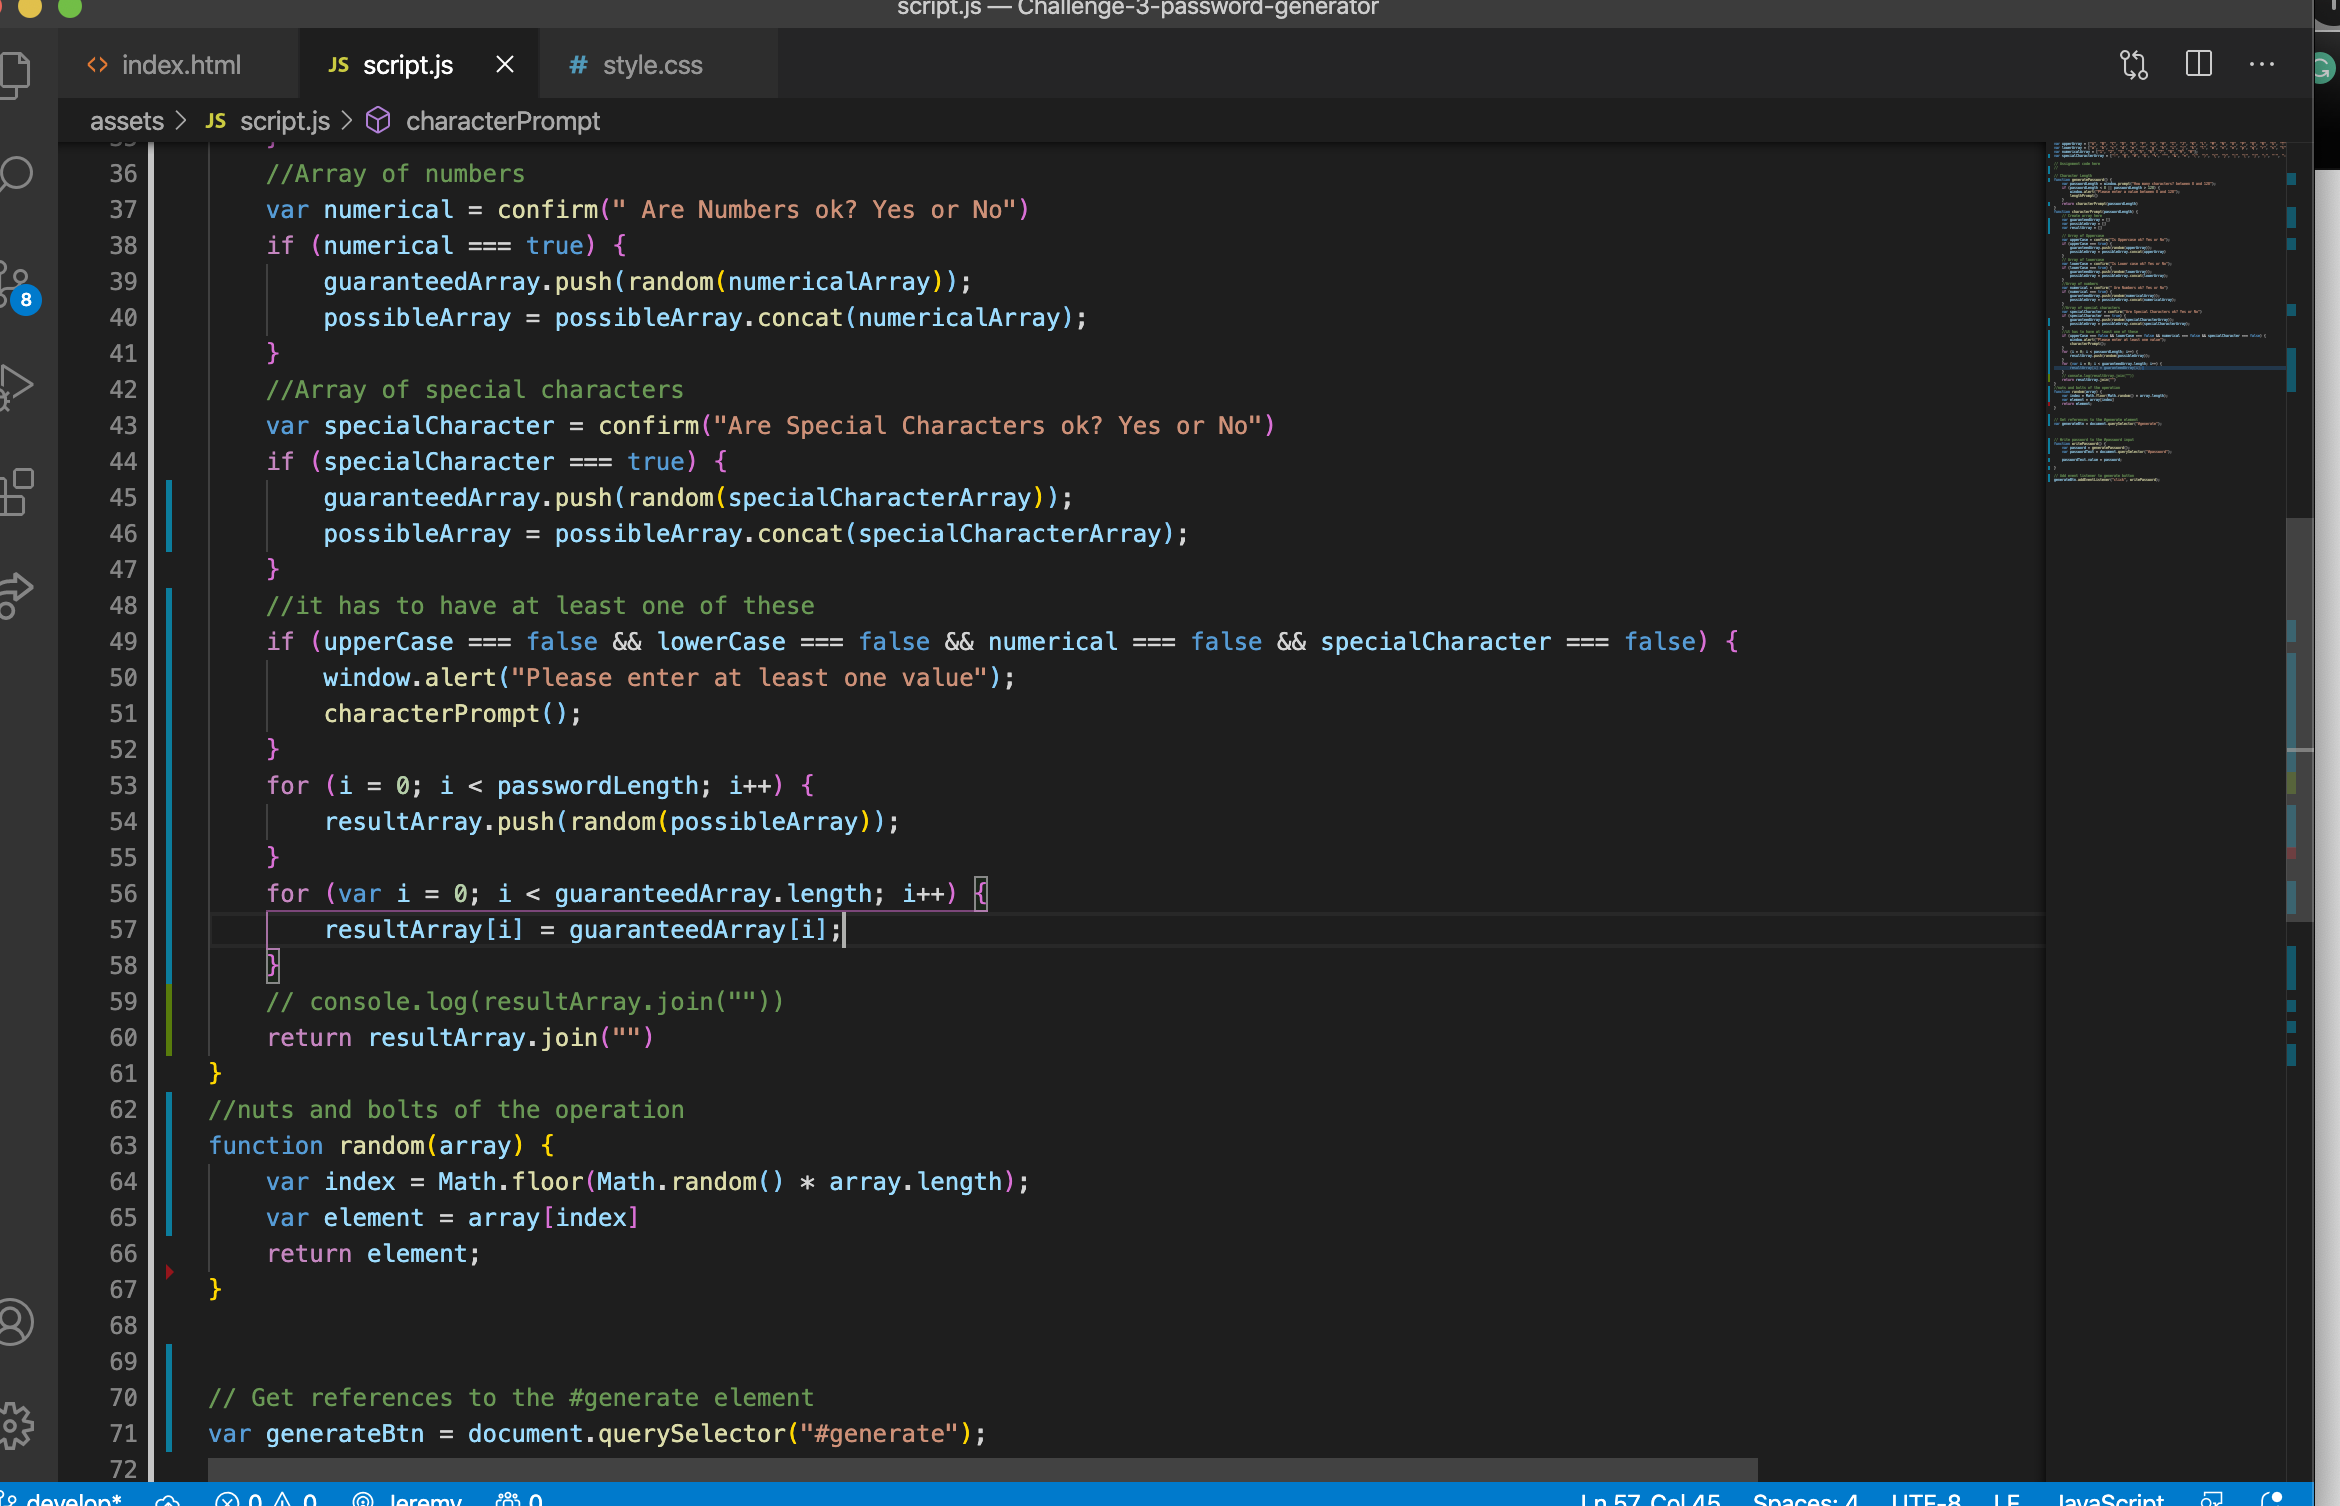 script.js — Challenge-3-password-generator
<> index.html
JS script.js
# style.css
assets > JS script.js > characterPrompt
36 //Array of numbers
37 var numerical = confirm(" Are Numbers ok? Yes or No")
38 if (numerical === true) {
39 guaranteedArray.push(random(numericalArray));
40 possibleArray = possibleArray.concat(numericalArray);
41 }
42 //Array of special characters
43 var specialCharacter = confirm("Are Special Characters ok? Yes or No")
44 if (specialCharacter === true) {
45 guaranteedArray.push(random(specialCharacterArray));
46 possibleArray = possibleArray.concat(specialCharacterArray);
47 }
48 //it has to have at least one of these
49 if (upperCase === false && lowerCase === false && numerical === false && specialCharacter === false) {
50 window.alert("Please enter at least one value");
51 characterPrompt();
52 }
53 for (i = 0; i < passwordLength; i++) {
54 resultArray.push(random(possibleArray));
55 }
56 for (var i = 0; i < guaranteedArray.length; i++) {
57 resultArray[i] = guaranteedArray[i];
58 }
59 // console.log(resultArray.join(""))
60 return resultArray.join("")
61 }
62 //nuts and bolts of the operation
63 function random(array) {
64 var index = Math.floor(Math.random() * array.length);
65 var element = array[index]
66 return element;
67 }
68
69
70 // Get references to the #generate element
71 var generateBtn = document.querySelector("#generate");
72
8
develop* 0 0 Jeremy 0 Ln 57, Col 45 Spaces: 4 UTF-8 LF JavaScript